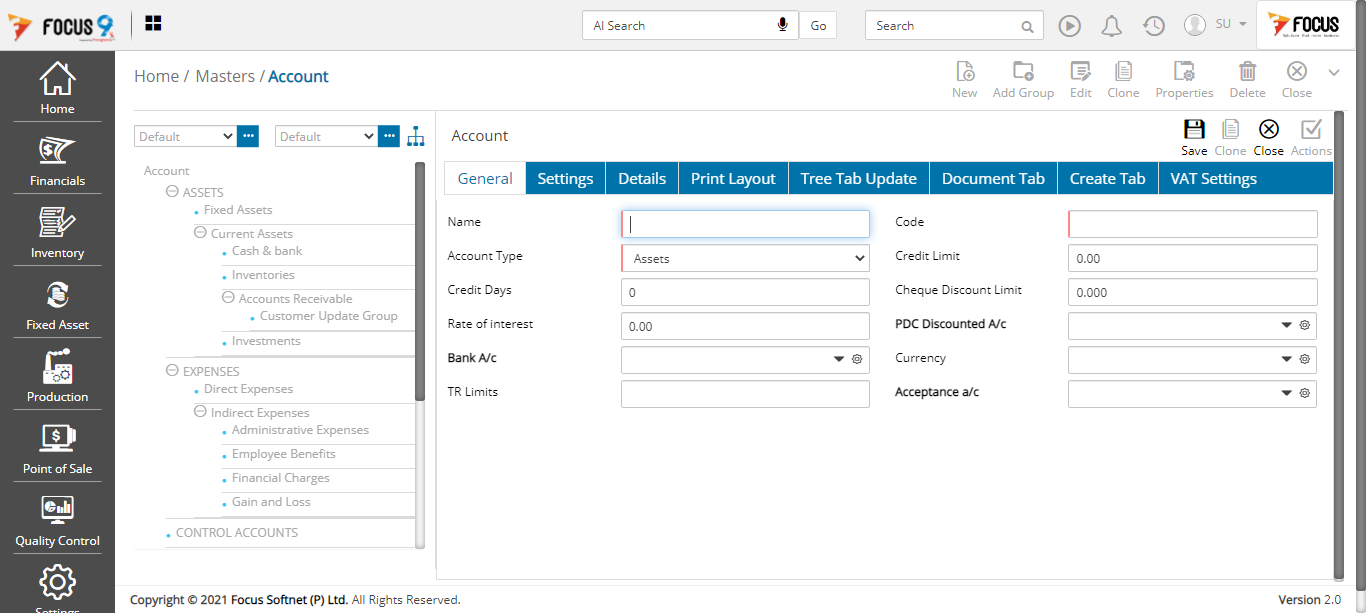 FOCUS 9
AI Search
Go
Search
SU
FOCUS
Home
Financials
Inventory
Fixed Asset
Production
Point of Sale
Quality Control
Settings
Home / Masters / Account
New
Add Group
Edit
Clone
Properties
Delete
Close
Default
Default
Account
ASSETS
Fixed Assets
Current Assets
Cash & bank
Inventories
Accounts Receivable
Customer Update Group
Investments
EXPENSES
Direct Expenses
Indirect Expenses
Administrative Expenses
Employee Benefits
Financial Charges
Gain and Loss
CONTROL ACCOUNTS
Account
Save
Clone
Close
Actions
General
Settings
Details
Print Layout
Tree Tab Update
Document Tab
Create Tab
VAT Settings
Name
Code
Account Type Assets
Credit Limit 0.00
Credit Days 0
Cheque Discount Limit 0.000
Rate of interest 0.00
PDC Discounted A/c
Bank A/c
Currency
TR Limits
Acceptance a/c
Copyright © 2021 Focus Softnet (P) Ltd. All Rights Reserved.
Version 2.0